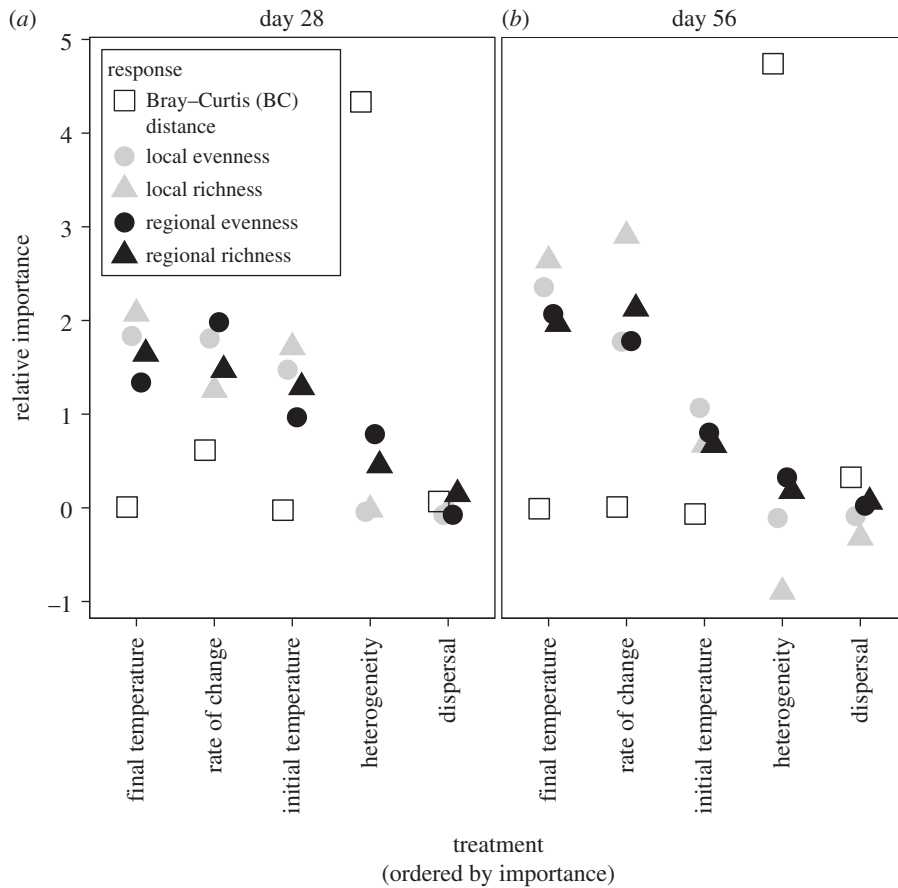 (a)
day 28
(b)
day 56
5
4
3
2
1
0
–1
relative importance
response
Bray–Curtis (BC)
distance
local evenness
local richness
regional evenness
regional richness
final temperature
rate of change
initial temperature
heterogeneity
dispersal
final temperature
rate of change
initial temperature
heterogeneity
dispersal
treatment
(ordered by importance)